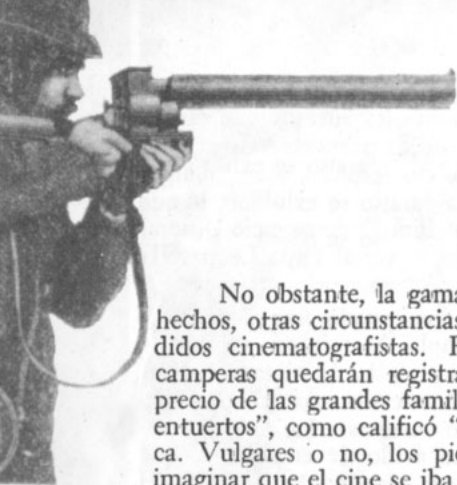 No obstante, la gama
hechos, otras circunstancias
didos cinematografistas.
camperas quedarán registra
precio de las grandes famil
entuertos", como calificó "
ca. Vulgares o no, los pi
imaginar que el cine se iba